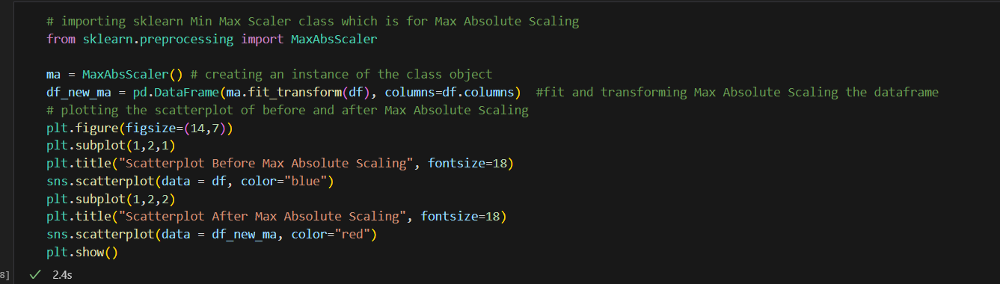 # importing sklearn Min Max Scaler class which is for Max Absolute Scaling
from sklearn.preprocessing import MaxAbsScaler
ma = MaxAbsScaler() # creating an instance of the class object
df_new_ma = pd.DataFrame(ma.fit_transform(df), columns=df.columns)  #fit and transforming Max Absolute Scaling the dataframe
# plotting the scatterplot of before and after Max Absolute Scaling
plt.figure(figsize=(14,7))
plt.subplot(1,2,1)
plt.title("Scatterplot Before Max Absolute Scaling", fontsize=18)
sns.scatterplot(data = df, color="blue")
plt.subplot(1,2,2)
plt.title("Scatterplot After Max Absolute Scaling", fontsize=18)
sns.scatterplot(data = df_new_ma, color="red")
plt.show()
8] ✓ 2.4s